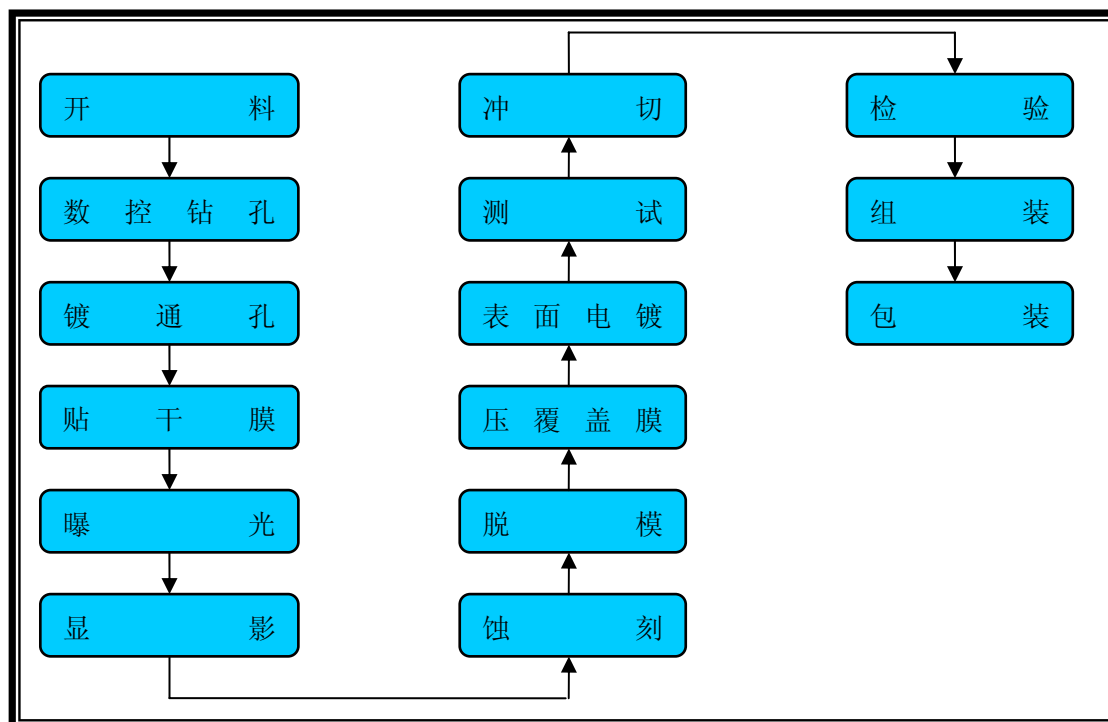 开料
数控钻孔
镀通孔
贴干膜
曝光
显影
蚀刻
脱模
压覆盖膜
表面电镀
测试
冲切
检验
组装
包装